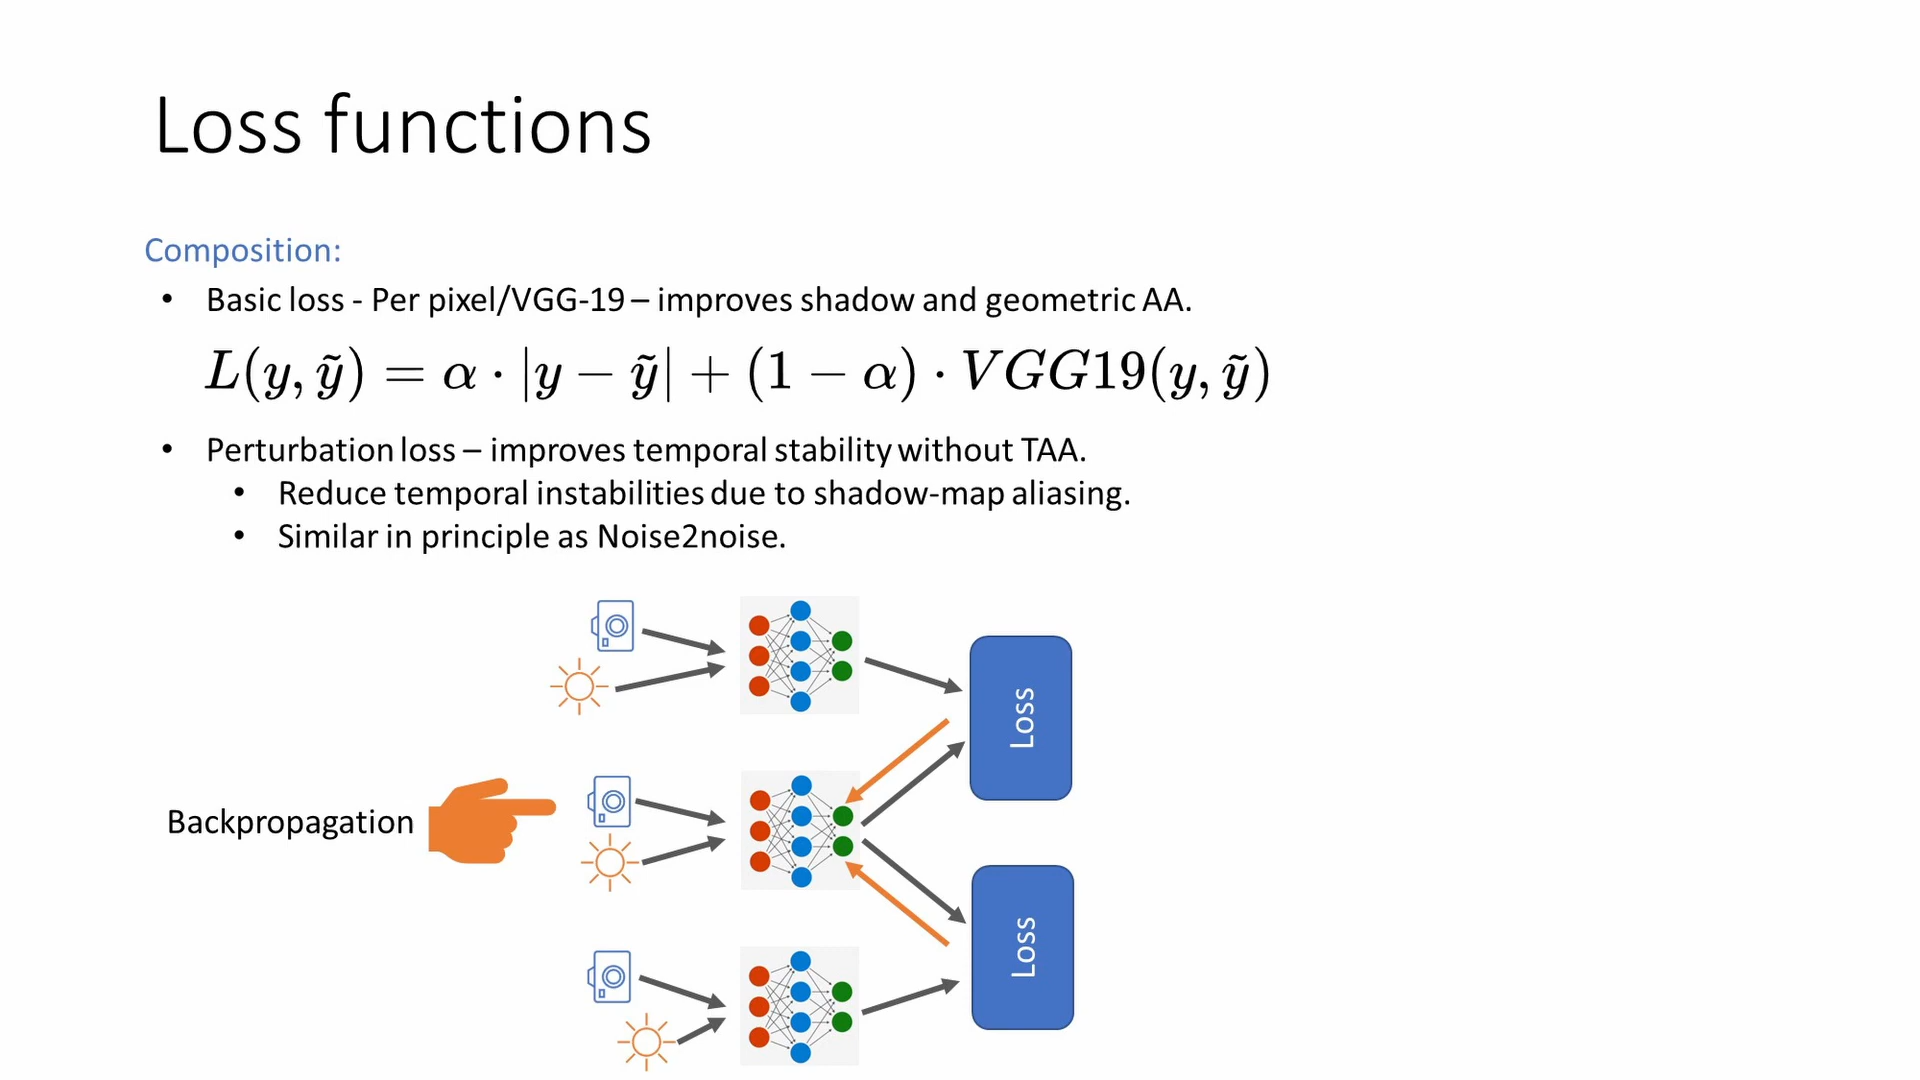 Loss functions
Composition:
• Basic loss - Per pixel/VGG-19 – improves shadow and geometric AA.
L(y, ỹ) = α · |y − ỹ| + (1 − α) · VGG19(y, ỹ)
• Perturbation loss – improves temporal stability without TAA.
• Reduce temporal instabilities due to shadow-map aliasing.
• Similar in principle as Noise2noise.
Loss
Backpropagation
Loss